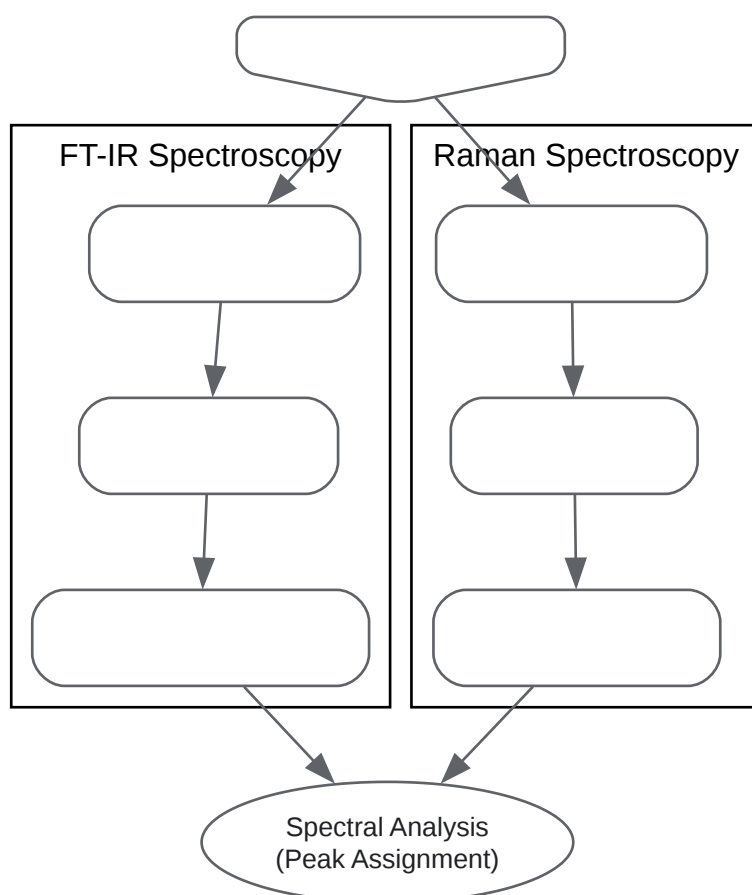 FT-IR Spectroscopy
Raman Spectroscopy
Spectral Analysis
(Peak Assignment)